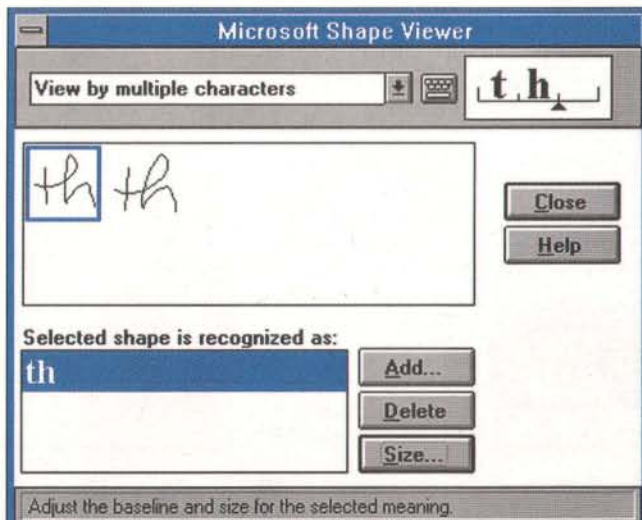 Microsoft Shape Viewer
View by multiple characters
t h
th th
Close
Help
Selected shape is recognized as:
th
Add...
Delete
Size...
Adjust the baseline and size for the selected meaning.